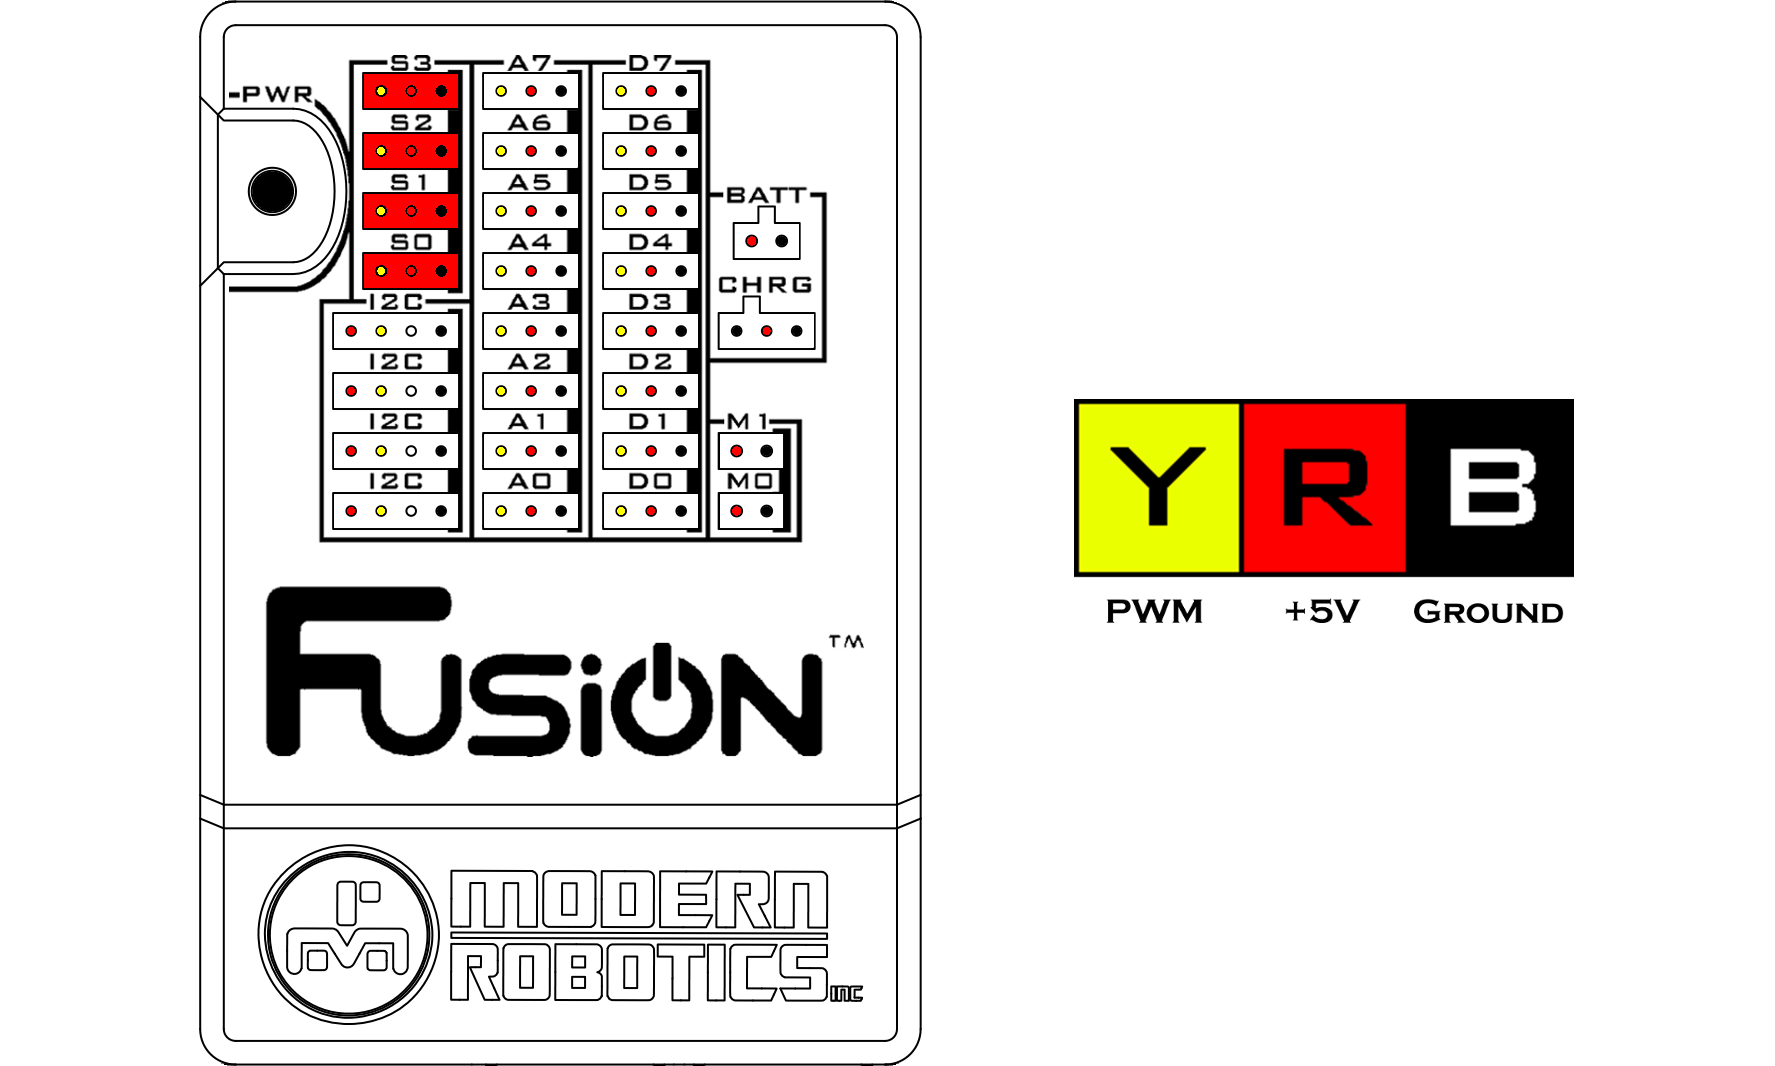 -PWR
S3 A7 D7
S2 A6 D6
S1 A5 D5
BATT
S0 A4 D4
CHRG
I2C A3 D3
I2C A2 D2
I2C A1 D1 M1
I2C A0 D0 M0
FUSION™
MODERN
ROBOTICS INC
Y R B
PWM +5V GROUND